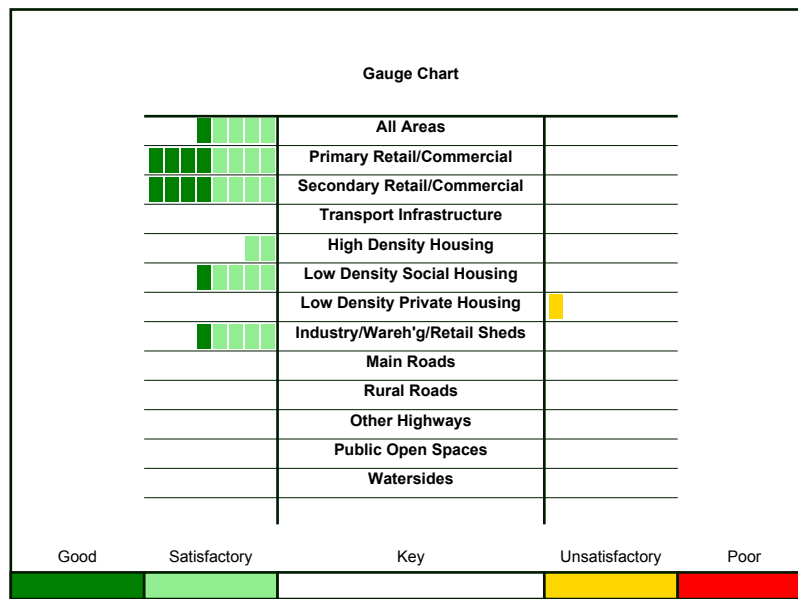 Gauge Chart
All Areas
Primary Retail/Commercial
Secondary Retail/Commercial
Transport Infrastructure
High Density Housing
Low Density Social Housing
Low Density Private Housing
Industry/Wareh'g/Retail Sheds
Main Roads
Rural Roads
Other Highways
Public Open Spaces
Watersides
Good Satisfactory Key Unsatisfactory Poor